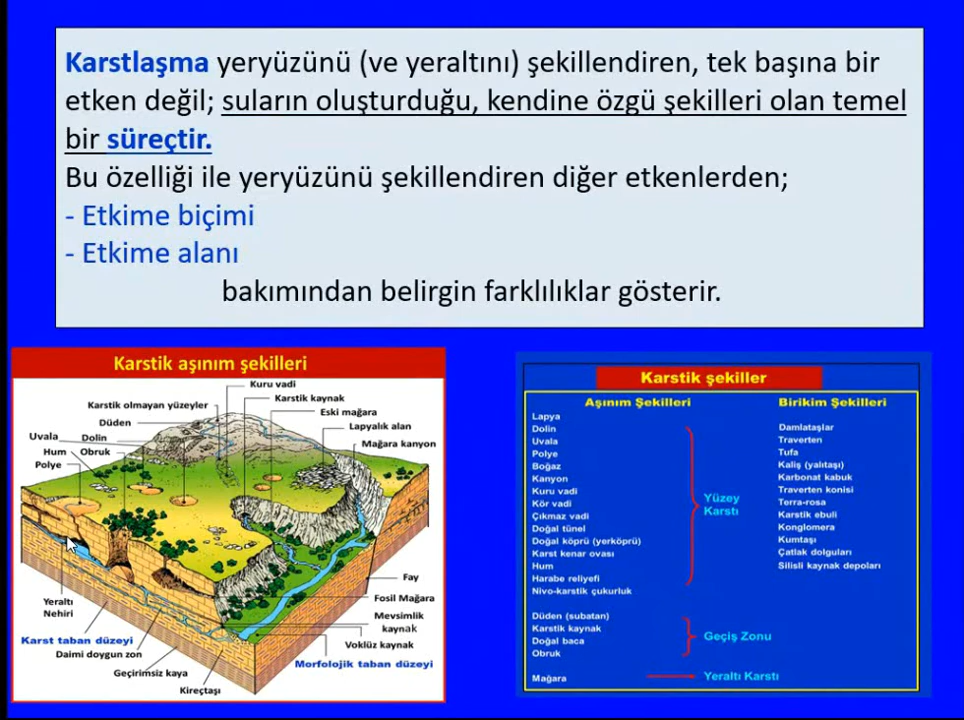 Karstlaşma yeryüzünü (ve yeraltını) şekillendiren, tek başına bir
etken değil; suların oluşturduğu, kendine özgü şekilleri olan temel
bir süreçtir.
Bu özelliği ile yeryüzünü şekillendiren diğer etkenlerden;
- Etkime biçimi
- Etkime alanı
bakımından belirgin farklılıklar gösterir.
Karstik aşınım şekilleri
Kuru vadi
Karstik kaynak
Karstik olmayan yüzeyler
Eski mağara
Düden
Lapyalık alan
Uvala
Dolin
Mağara kanyon
Hum
Obruk
Polye
Fay
Yeraltı
Nehiri
Fosil Mağara
Mevsimlik
kaynak
Karst taban düzeyi
Voklüz kaynak
Daimi doygun zon
Morfolojik taban düzeyi
Geçirimsiz kaya
Kireçtaşı
Karstik şekiller
Aşınım Şekilleri
Lapya
Dolin
Uvala
Polye
Boğaz
Kanyon
Kuru vadi
Kör vadi
Çıkmaz vadi
Doğal tünel
Doğal köprü (yerköprü)
Karst kenar ovası
Hum
Harabe reliyefi
Nivo-karstik çukurluk
Yüzey
Karstı
Düden (subatan)
Karstik kaynak
Doğal baca
Obruk
Geçiş Zonu
Mağara
Yeraltı Karstı
Birikim Şekilleri
Damlataşlar
Traverten
Tufa
Kaliş (yalıtaşı)
Karbonat kabuk
Traverten konisi
Terra-rosa
Karstik ebuli
Konglomera
Kumtaşı
Çatlak dolguları
Silisli kaynak depoları